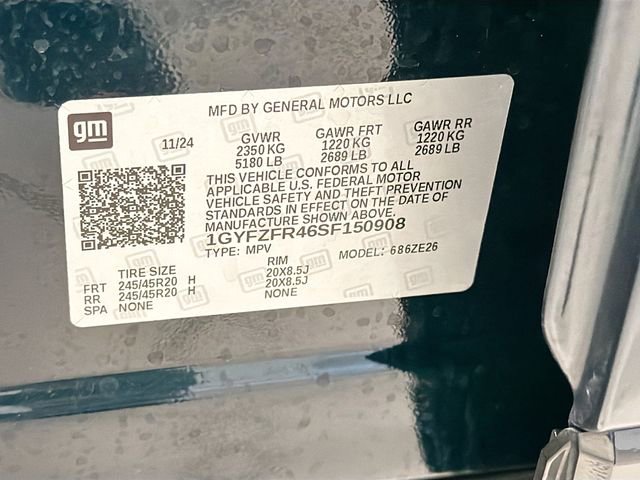 MFD BY GENERAL MOTORS LLC
gm
11/24
GVWR
2350 KG
5180 LB
GAWR FRT
1220 KG
2689 LB
GAWR RR
1220 KG
2689 LB
THIS VEHICLE CONFORMS TO ALL
APPLICABLE U.S. FEDERAL MOTOR
VEHICLE SAFETY AND THEFT PREVENTION
STANDARDS IN EFFECT ON THE DATE OF
MANUFACTURE SHOWN ABOVE.
1GYFZFR46SF150908
TYPE: MPV MODEL: 686ZE26
TIRE SIZE RIM
FRT 245/45R20 H 20X8.5J
RR 245/45R20 H 20X8.5J
SPA NONE NONE